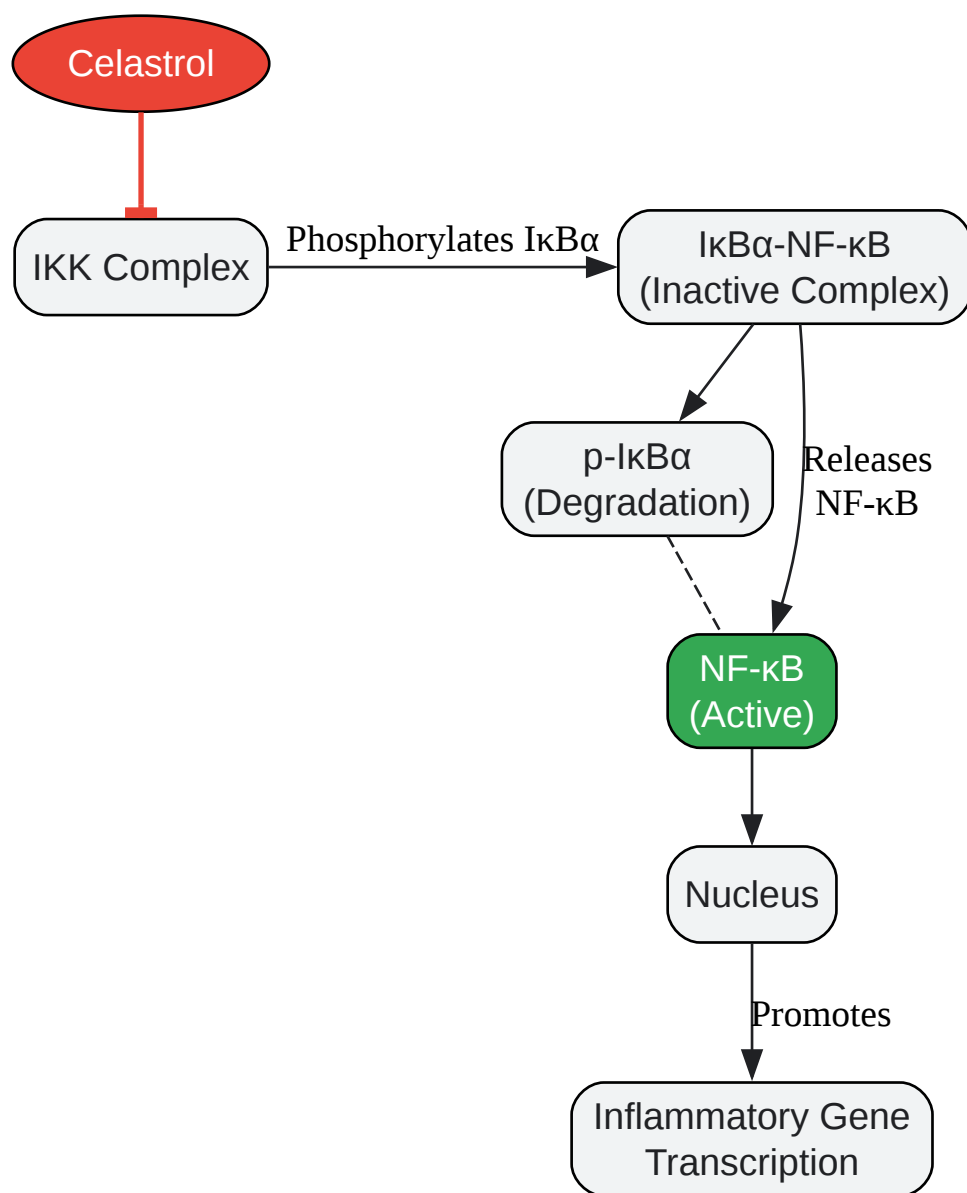 Celastrol
IKK Complex
Phosphorylates IκBα
IκBα-NF-κB
(Inactive Complex)
p-IκBα
(Degradation)
Releases
NF-κB
NF-κB
(Active)
Nucleus
Promotes
Inflammatory Gene
Transcription